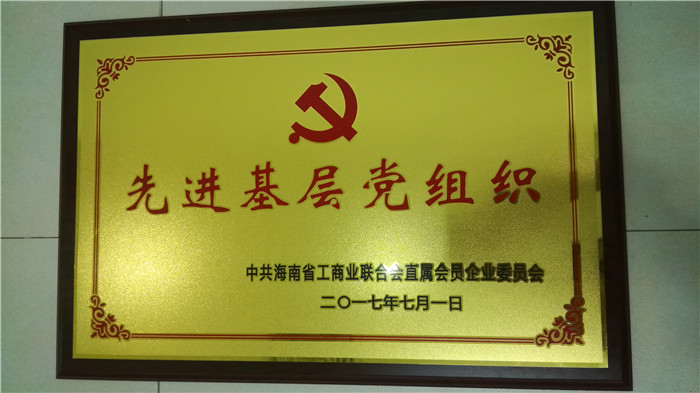 先进基层党组织
中共海南省工商业联合会直属会员企业委员会
二〇一七年七月一日